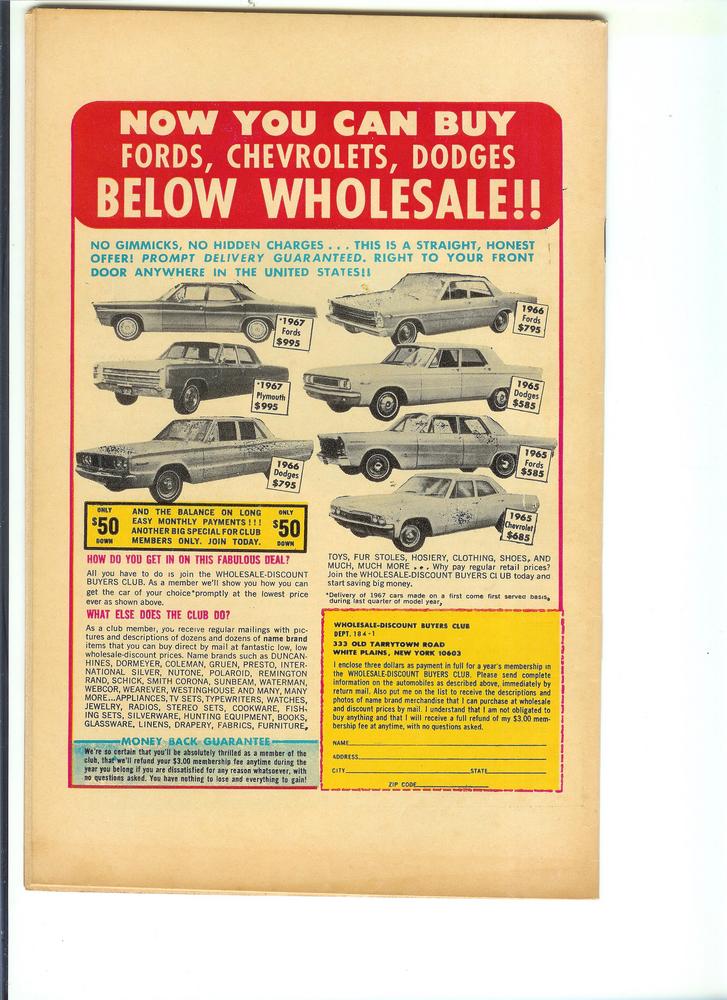 NOW YOU CAN BUY
FORDS, CHEVROLETS, DODGES
BELOW WHOLESALE!!
NO GIMMICKS, NO HIDDEN CHARGES . . . THIS IS A STRAIGHT, HONEST
OFFER! PROMPT DELIVERY GUARANTEED. RIGHT TO YOUR FRONT
DOOR ANYWHERE IN THE UNITED STATES!!
*1967
Fords
$995
1966
Fords
$795
*1967
Plymouth
$995
1965
Dodges
$585
1966
Dodges
$795
1965
Fords
$585
1965
Chevrolet
$685
ONLY
$50
DOWN
AND THE BALANCE ON LONG
EASY MONTHLY PAYMENTS!!!
ANOTHER BIG SPECIAL FOR CLUB
MEMBERS ONLY. JOIN TODAY.
ONLY
$50
DOWN
HOW DO YOU GET IN ON THIS FABULOUS DEAL?
All you have to do is join the WHOLESALE-DISCOUNT
BUYERS CLUB. As a member we'll show you how you can
get the car of your choice*promptly at the lowest price
ever as shown above.
WHAT ELSE DOES THE CLUB DO?
As a club member, you receive regular mailings with pic-
tures and descriptions of dozens and dozens of name brand
items that you can buy direct by mail at fantastic low, low
wholesale-discount prices. Name brands such as DUNCAN-
HINES, DORMEYER, COLEMAN, GRUEN, PRESTO, INTER-
NATIONAL SILVER, NUTONE, POLAROID, REMINGTON
RAND, SCHICK, SMITH CORONA, SUNBEAM, WATERMAN,
WEBCOR, WEAREVER, WESTINGHOUSE AND MANY, MANY
MORE...APPLIANCES, TV SETS, TYPEWRITERS, WATCHES,
JEWELRY, RADIOS, STEREO SETS, COOKWARE, FISH-
ING SETS, SILVERWARE, HUNTING EQUIPMENT, BOOKS,
GLASSWARE, LINENS, DRAPERY, FABRICS, FURNITURE,
MONEY BACK GUARANTEE
We're so certain that you'll be absolutely thrilled as a member of the
club, that we'll refund your $3.00 membership fee anytime during the
year you belong if you are dissatisfied for any reason whatsoever, with
no questions asked. You have nothing to lose and everything to gain!
TOYS, FUR STOLES, HOSIERY, CLOTHING, SHOES, AND
MUCH, MUCH MORE . . . Why pay regular retail prices?
Join the WHOLESALE-DISCOUNT BUYERS CLUB today and
start saving big money.
*Delivery of 1967 cars made on a first come first served basis,
during last quarter of model year.
WHOLESALE-DISCOUNT BUYERS CLUB
DEPT. 184-1
333 OLD TARRYTOWN ROAD
WHITE PLAINS, NEW YORK 10603
I enclose three dollars as payment in full for a year's membership in
the WHOLESALE-DISCOUNT BUYERS CLUB. Please send complete
information on the automobiles as described above, immediately by
return mail. Also put me on the list to receive the descriptions and
photos of name brand merchandise that I can purchase at wholesale
and discount prices by mail. I understand that I am not obligated to
buy anything and that I will receive a full refund of my $3.00 mem-
bership fee at anytime, with no questions asked.
NAME
ADDRESS
CITY STATE
ZIP CODE